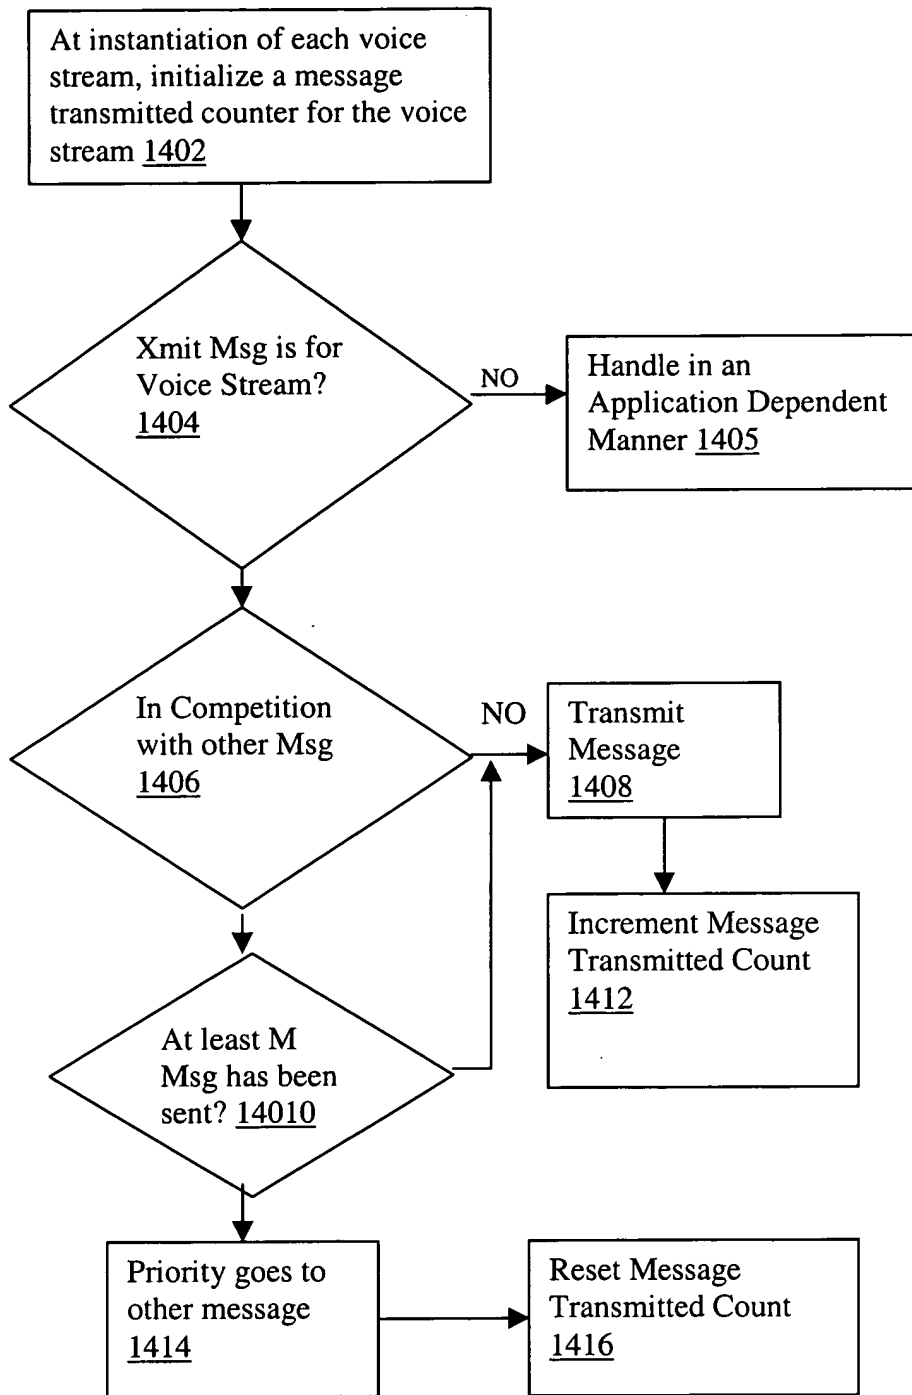 At instantiation of each voice
stream, initialize a message
transmitted counter for the voice
stream 1402
Xmit Msg is for
Voice Stream?
1404
NO
Handle in an
Application Dependent
Manner 1405
In Competition
with other Msg
1406
NO
Transmit
Message
1408
Increment Message
Transmitted Count
1412
At least M
Msg has been
sent? 14010
Priority goes to
other message
1414
Reset Message
Transmitted Count
1416